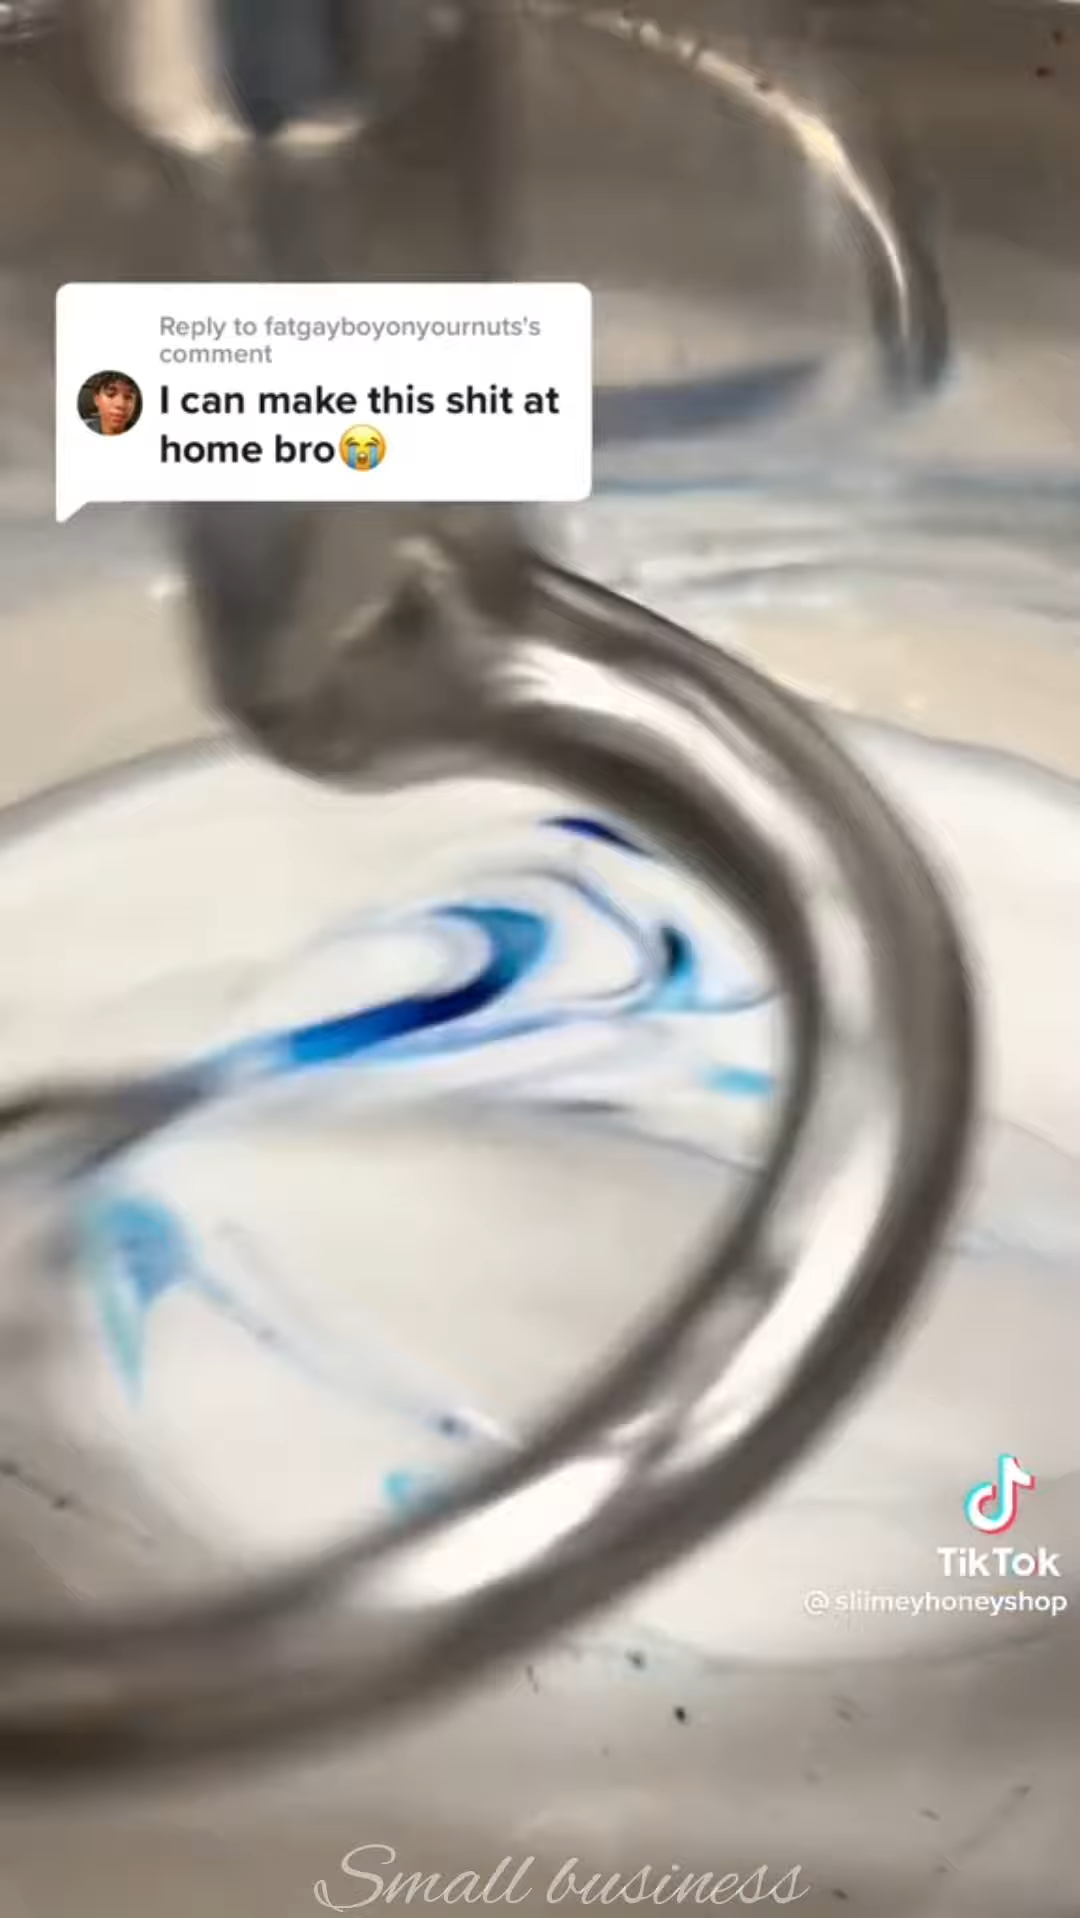 Reply to fatgayboyonyournuts's
comment
I can make this shit at
home bro😭
TikTok
@sliimeyhoneyshop
Small business